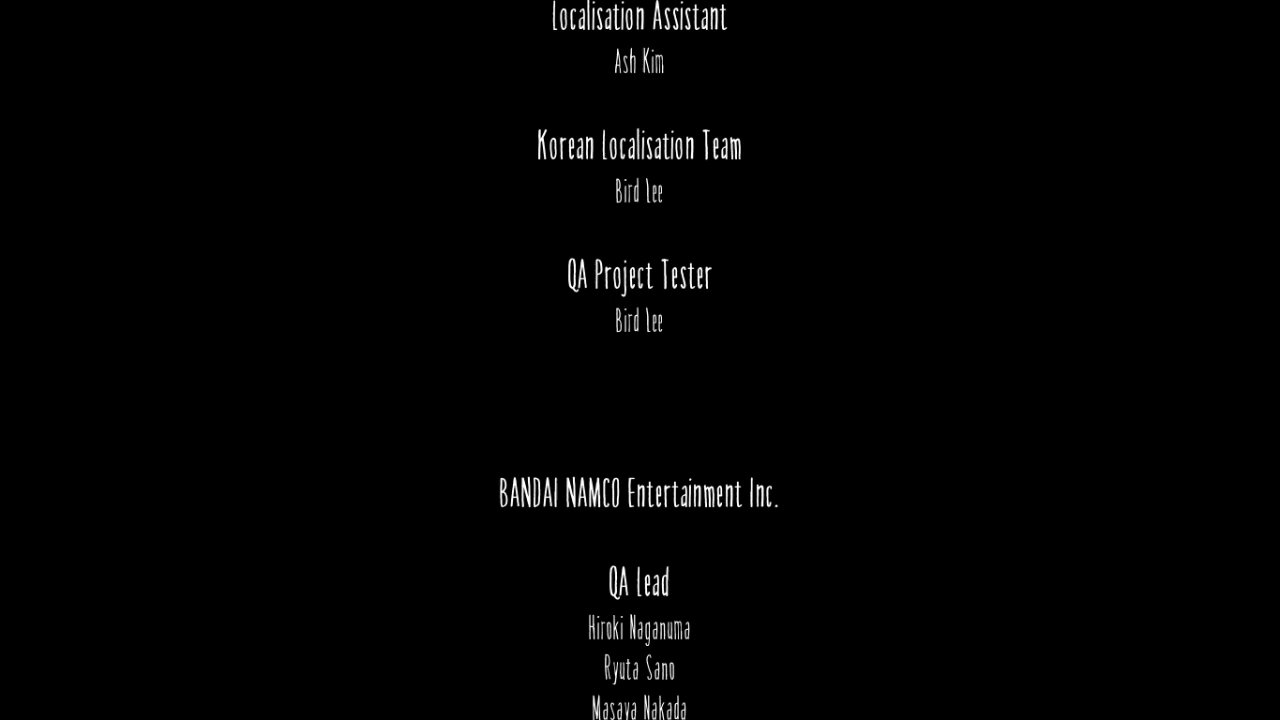 Localisation Assistant
Ash Kim
Korean Localisation Team
Bird Lee
QA Project Tester
Bird Lee
BANDAI NAMCO Entertainment Inc.
QA Lead
Hiroki Naganuma
Ryuta Sano
Masaya Nakada